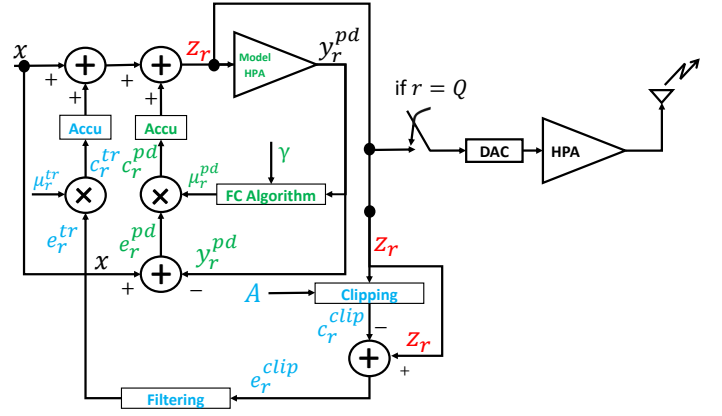 x
+
+
+
+
+
+
z_r
Model
HPA
y_r^{pd}
if r = Q
Accu
Accu
c_r^{tr}
c_r^{pd}
γ
DAC
HPA
μ_r^{tr}
×
×
μ_r^{pd}
FC Algorithm
e_r^{tr}
e_r^{pd}
y_r^{pd}
z_r
x
+
+
−
A
Clipping
c_r^{clip}
−
z_r
+
+
e_r^{clip}
Filtering